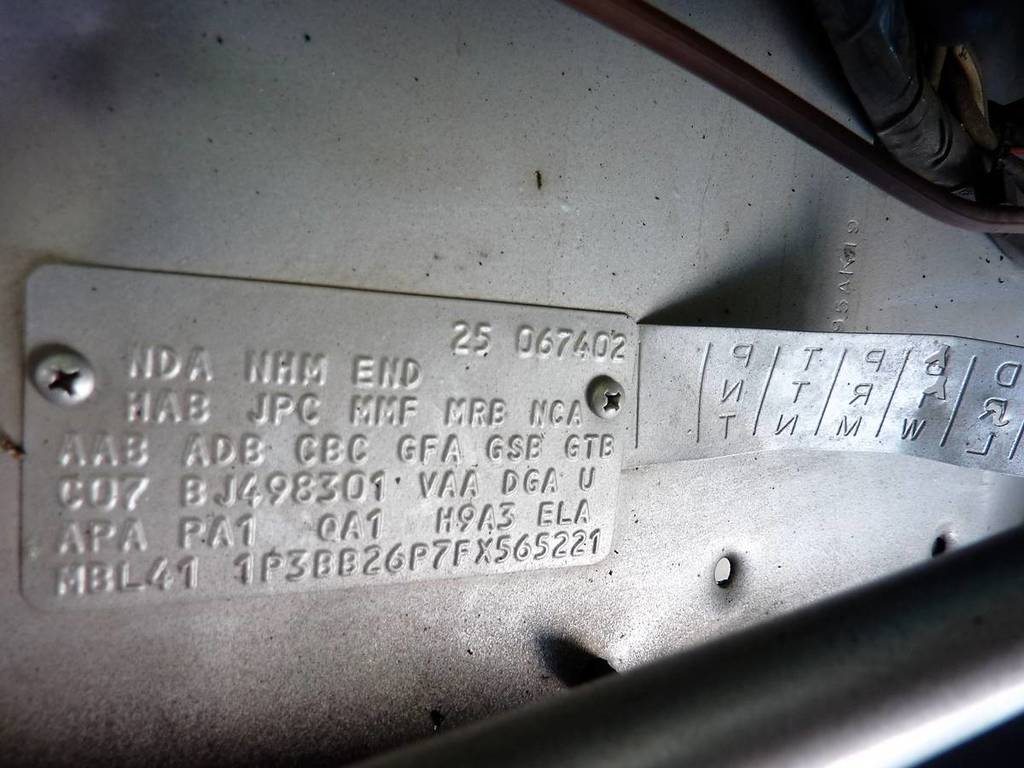 25 067402
NDA NHM END
HAB JPC MMF MRB NCA
AAB ADB CBC GFA GSB GTB
C07 BJ498301 VAA DGA U
APA PA1 QA1 H9A3 ELA
MBL41 1P3BB26P7FX565221